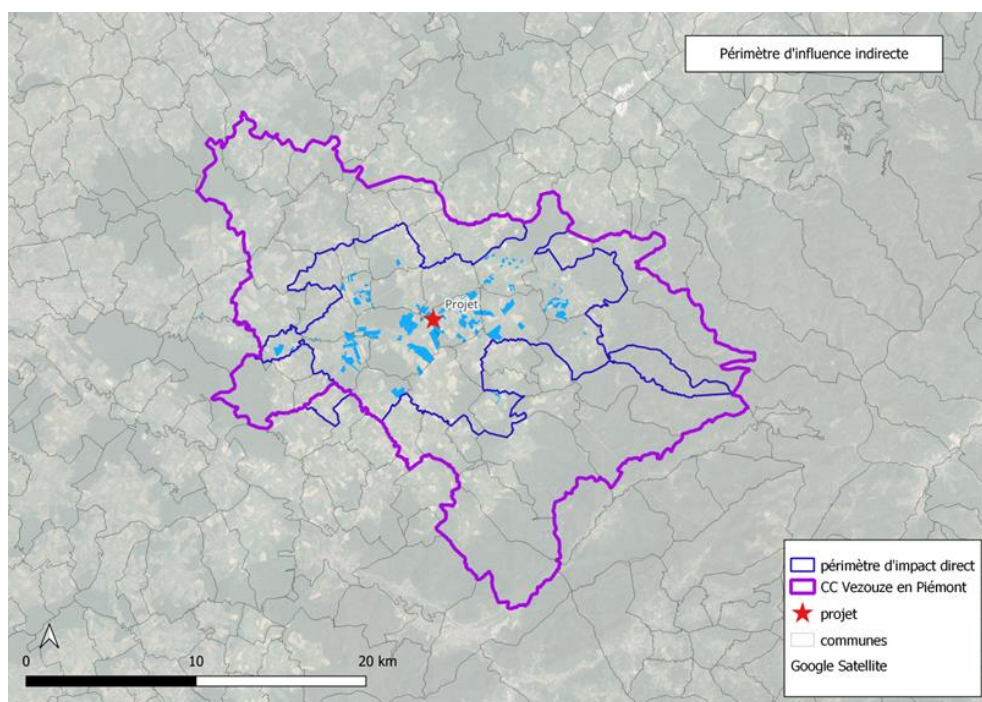 Périmètre d'influence indirecte
Projet
périmètre d'impact direct
CC Vezouze en Piémont
projet
communes
Google Satellite
0 10 20 km